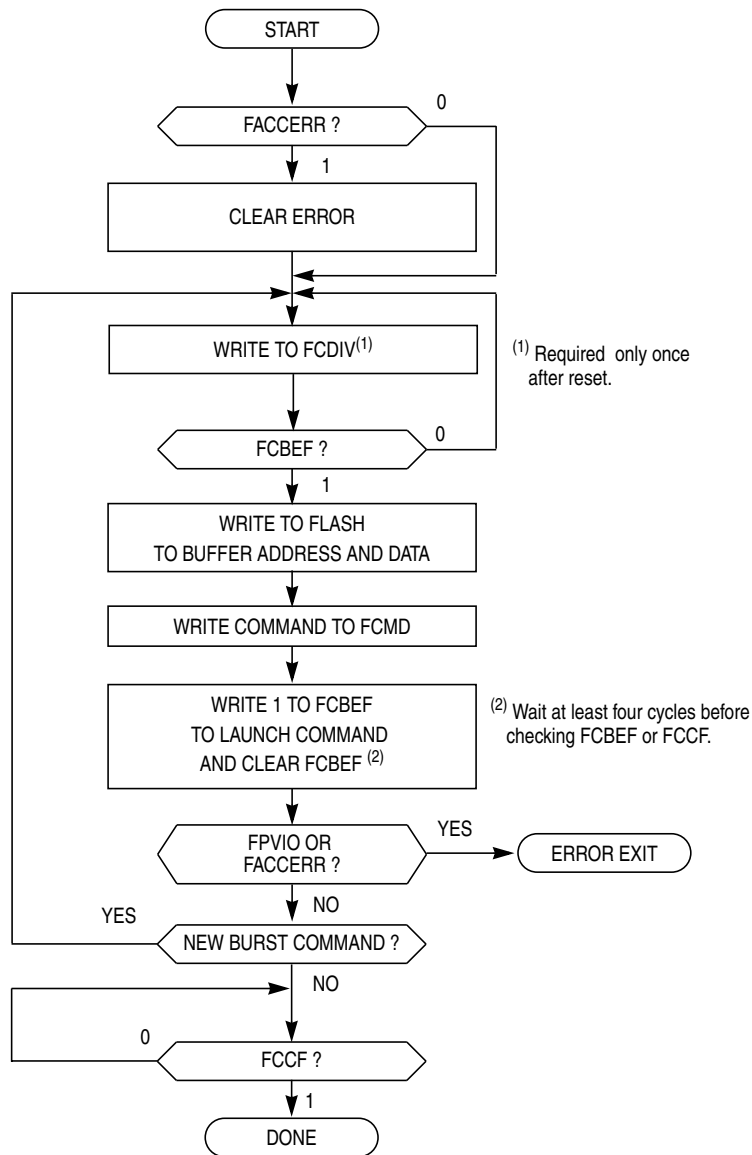 START
0
FACCERR ?
1
CLEAR ERROR
WRITE TO FCDIV(1)
(1) Required only once
after reset.
0
FCBEF ?
1
WRITE TO FLASH
TO BUFFER ADDRESS AND DATA
WRITE COMMAND TO FCMD
WRITE 1 TO FCBEF
TO LAUNCH COMMAND
AND CLEAR FCBEF (2)
(2) Wait at least four cycles before
checking FCBEF or FCCF.
FPVIO OR
FACCERR ?
YES
ERROR EXIT
NO
YES
NEW BURST COMMAND ?
NO
0
FCCF ?
1
DONE